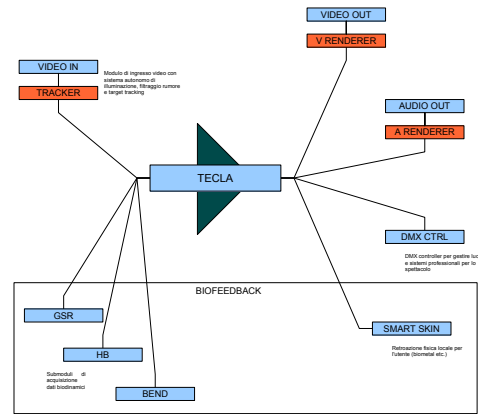 VIDEO OUT
V RENDERER
VIDEO IN
TRACKER
Modulo di ingresso video con
sistema autonomo di
illuminazione, filtraggio rumore
e target tracking
AUDIO OUT
A RENDERER
TECLA
DMX CTRL
DMX controller per gestire luc
e sistemi professionali per lo
spettacolo
BIOFEEDBACK
GSR
HB
Submoduli di
acquisizione
dati biodinamici
BEND
SMART SKIN
Retroazione fisica locale per
l'utente (biometal etc.)